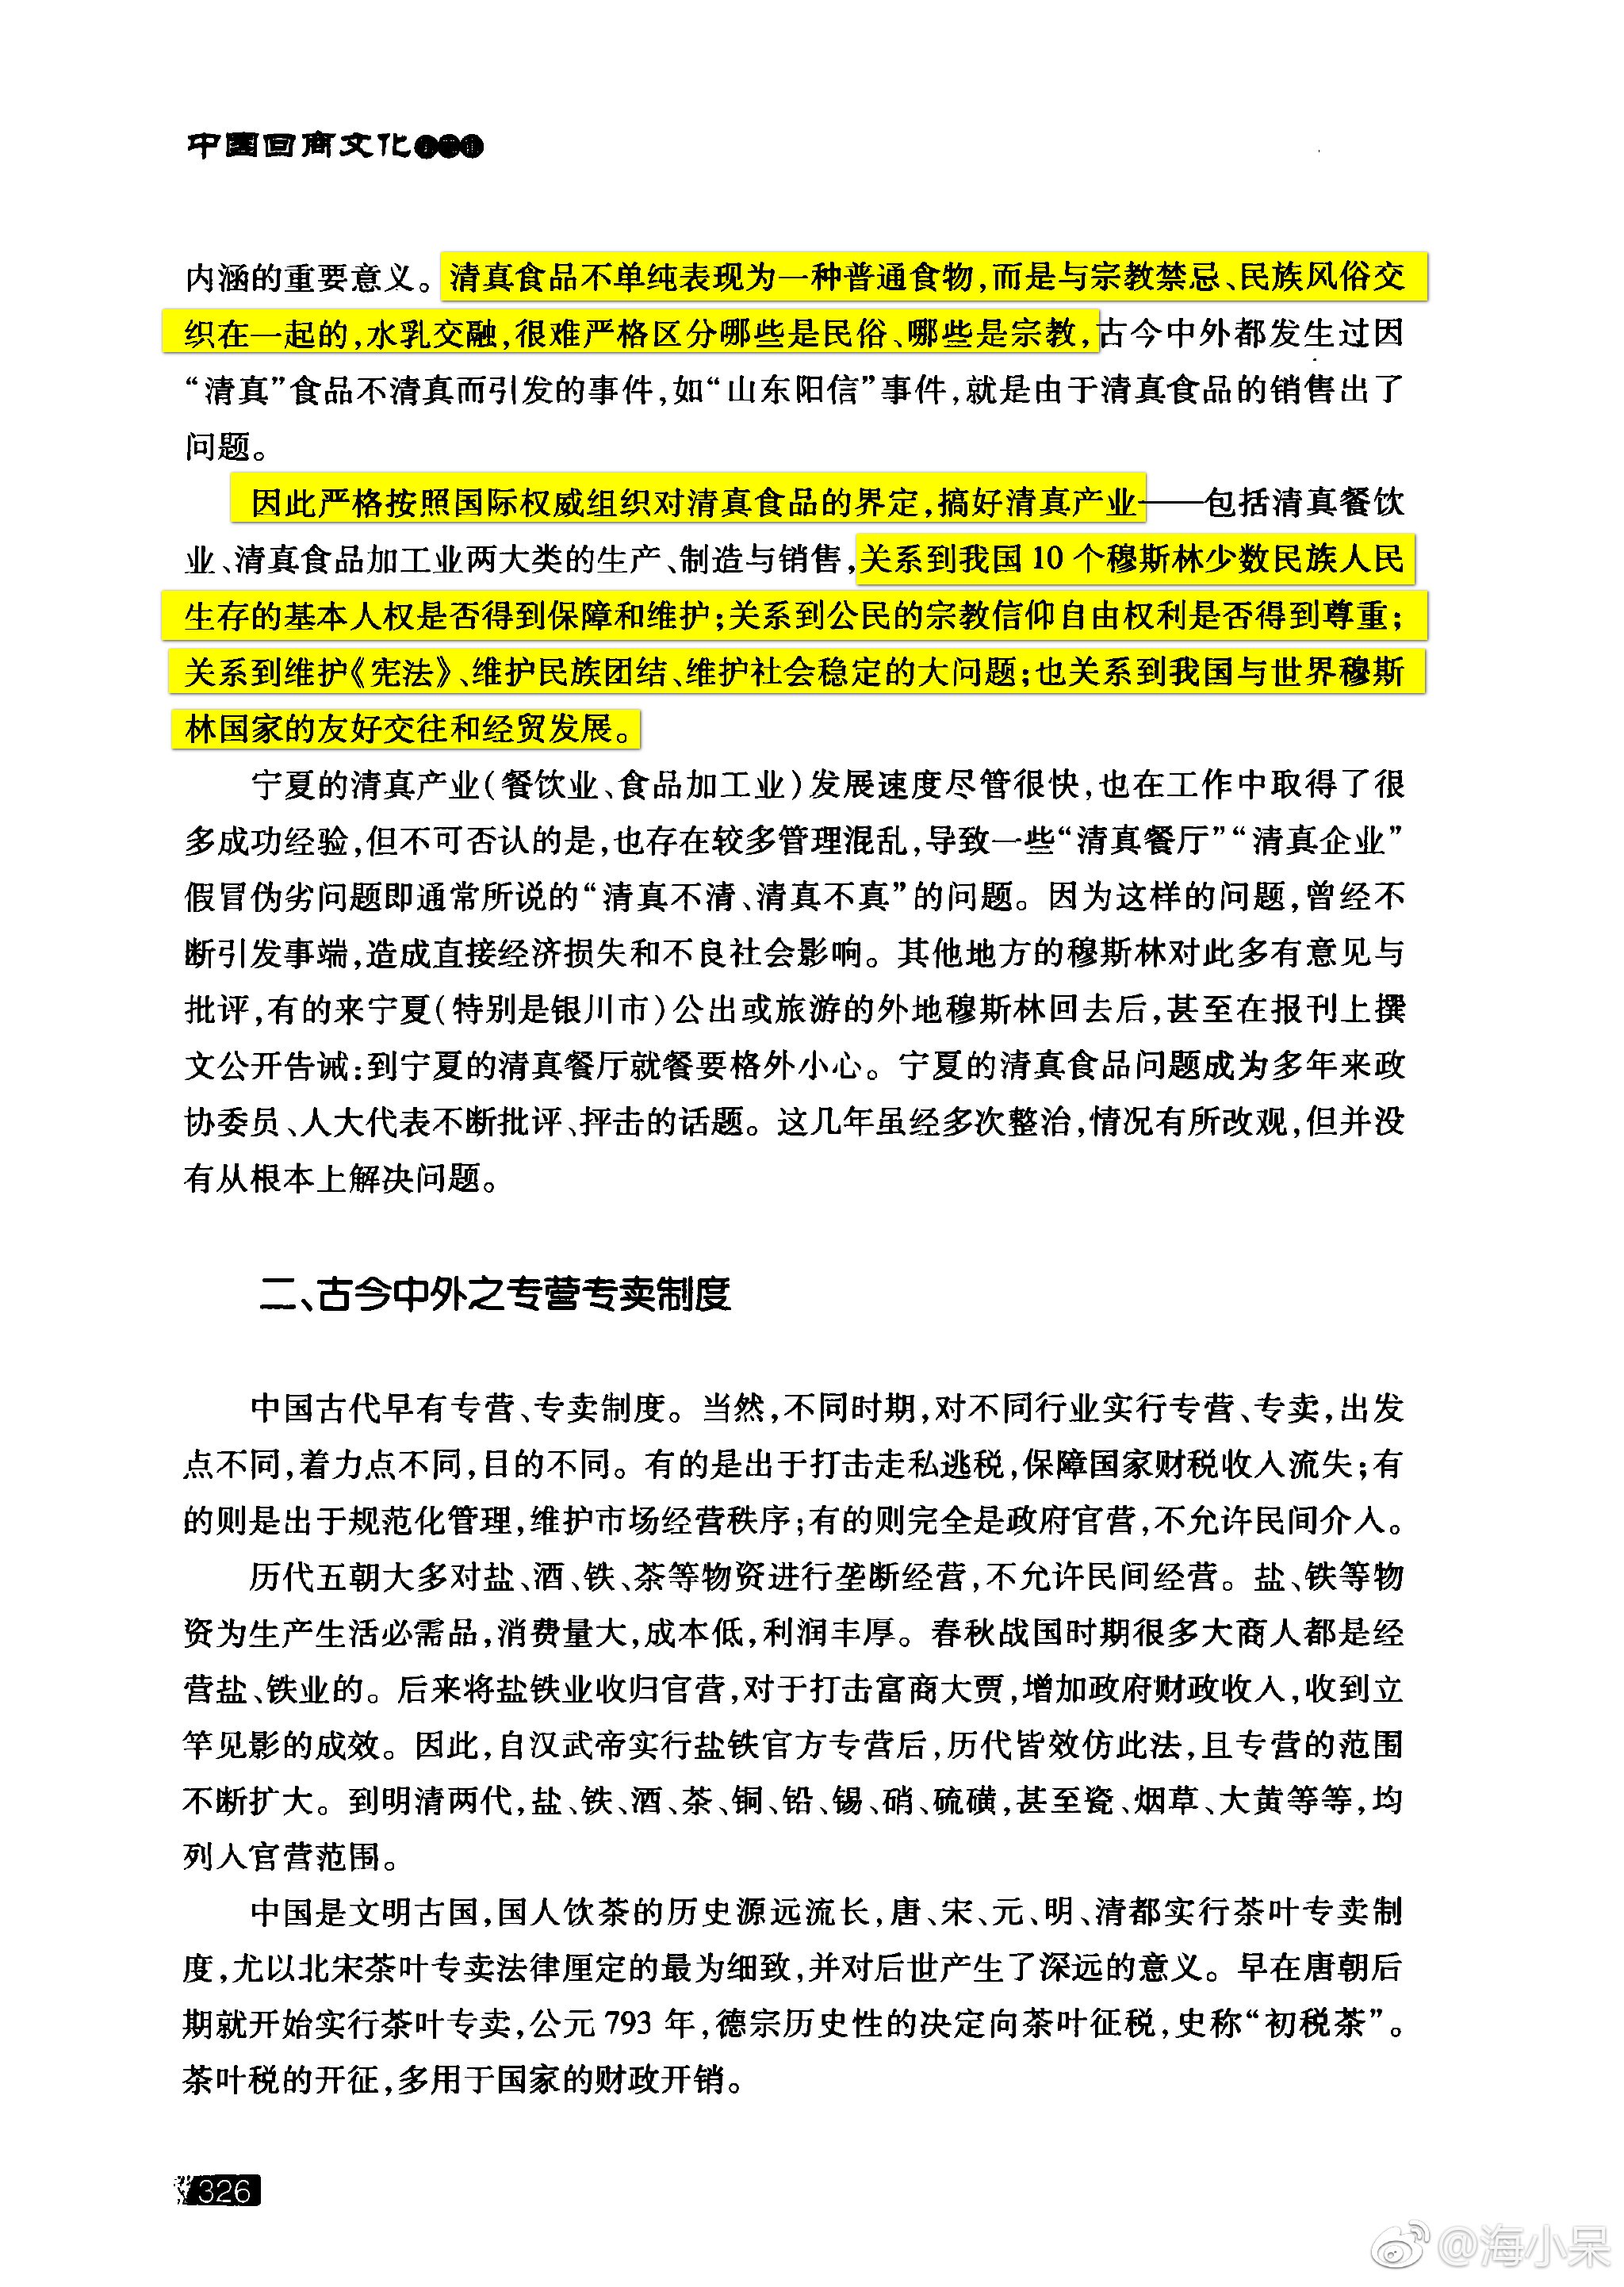 中国回商文化
内涵的重要意义。清真食品不单纯表现为一种普通食物,而是与宗教禁忌、民族风俗交
织在一起的,水乳交融,很难严格区分哪些是民俗、哪些是宗教,古今中外都发生过因
“清真”食品不清真而引发的事件,如“山东阳信”事件,就是由于清真食品的销售出了
问题。
因此严格按照国际权威组织对清真食品的界定,搞好清真产业——包括清真餐饮
业、清真食品加工业两大类的生产、制造与销售,关系到我国10个穆斯林少数民族人民
生存的基本人权是否得到保障和维护;关系到公民的宗教信仰自由权利是否得到尊重;
关系到维护《宪法》、维护民族团结、维护社会稳定的大问题;也关系到我国与世界穆斯
林国家的友好交往和经贸发展。
宁夏的清真产业(餐饮业、食品加工业)发展速度尽管很快,也在工作中取得了很
多成功经验,但不可否认的是,也存在较多管理混乱,导致一些“清真餐厅”“清真企业”
假冒伪劣问题即通常所说的“清真不清、清真不真”的问题。因为这样的问题,曾经不
断引发事端,造成直接经济损失和不良社会影响。其他地方的穆斯林对此多有意见与
批评,有的来宁夏(特别是银川市)公出或旅游的外地穆斯林回去后,甚至在报刊上撰
文公开告诫:到宁夏的清真餐厅就餐要格外小心。宁夏的清真食品问题成为多年来政
协委员、人大代表不断批评、抨击的话题。这几年虽经多次整治,情况有所改观,但并没
有从根本上解决问题。
二、古今中外之专营专卖制度
中国古代早有专营、专卖制度。当然,不同时期,对不同行业实行专营、专卖,出发
点不同,着力点不同,目的不同。有的是出于打击走私逃税,保障国家财税收入流失;有
的则是出于规范化管理,维护市场经营秩序;有的则完全是政府官营,不允许民间介入。
历代五朝大多对盐、酒、铁、茶等物资进行垄断经营,不允许民间经营。盐、铁等物
资为生产生活必需品,消费量大,成本低,利润丰厚。春秋战国时期很多大商人都是经
营盐、铁业的。后来将盐铁业收归官营,对于打击富商大贾,增加政府财政收入,收到立
竿见影的成效。因此,自汉武帝实行盐铁官方专营后,历代皆效仿此法,且专营的范围
不断扩大。到明清两代,盐、铁、酒、茶、铜、铅、锡、硝、硫磺,甚至瓷、烟草、大黄等等,均
列入官营范围。
中国是文明古国,国人饮茶的历史源远流长,唐、宋、元、明、清都实行茶叶专卖制
度,尤以北宋茶叶专卖法律厘定的最为细致,并对后世产生了深远的意义。早在唐朝后
期就开始实行茶叶专卖,公元793年,德宗历史性的决定向茶叶征税,史称“初税茶”。
茶叶税的开征,多用于国家的财政开销。
326
@海小呆